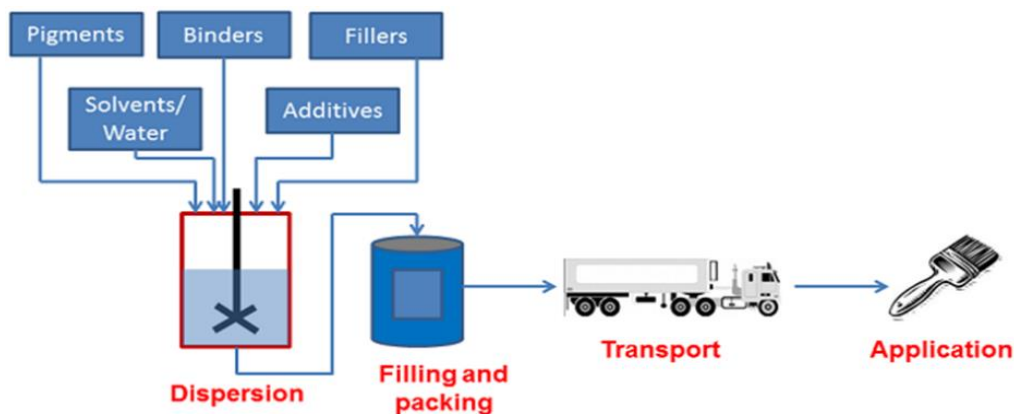 Pigments
Binders
Fillers
Solvents/
Water
Additives
Dispersion
Filling and
packing
Transport
Application